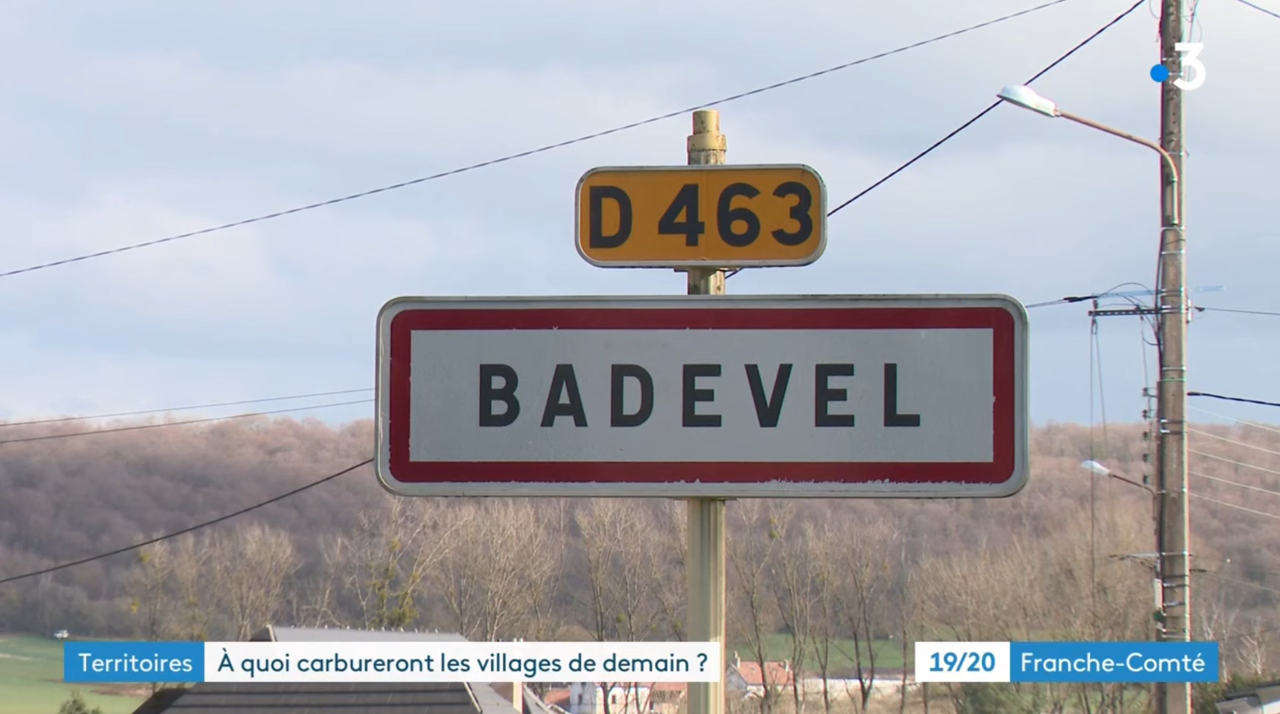 3
D 463
BADEVEL
Territoires À quoi carbureront les villages de demain ? 19/20 Franche-Comté